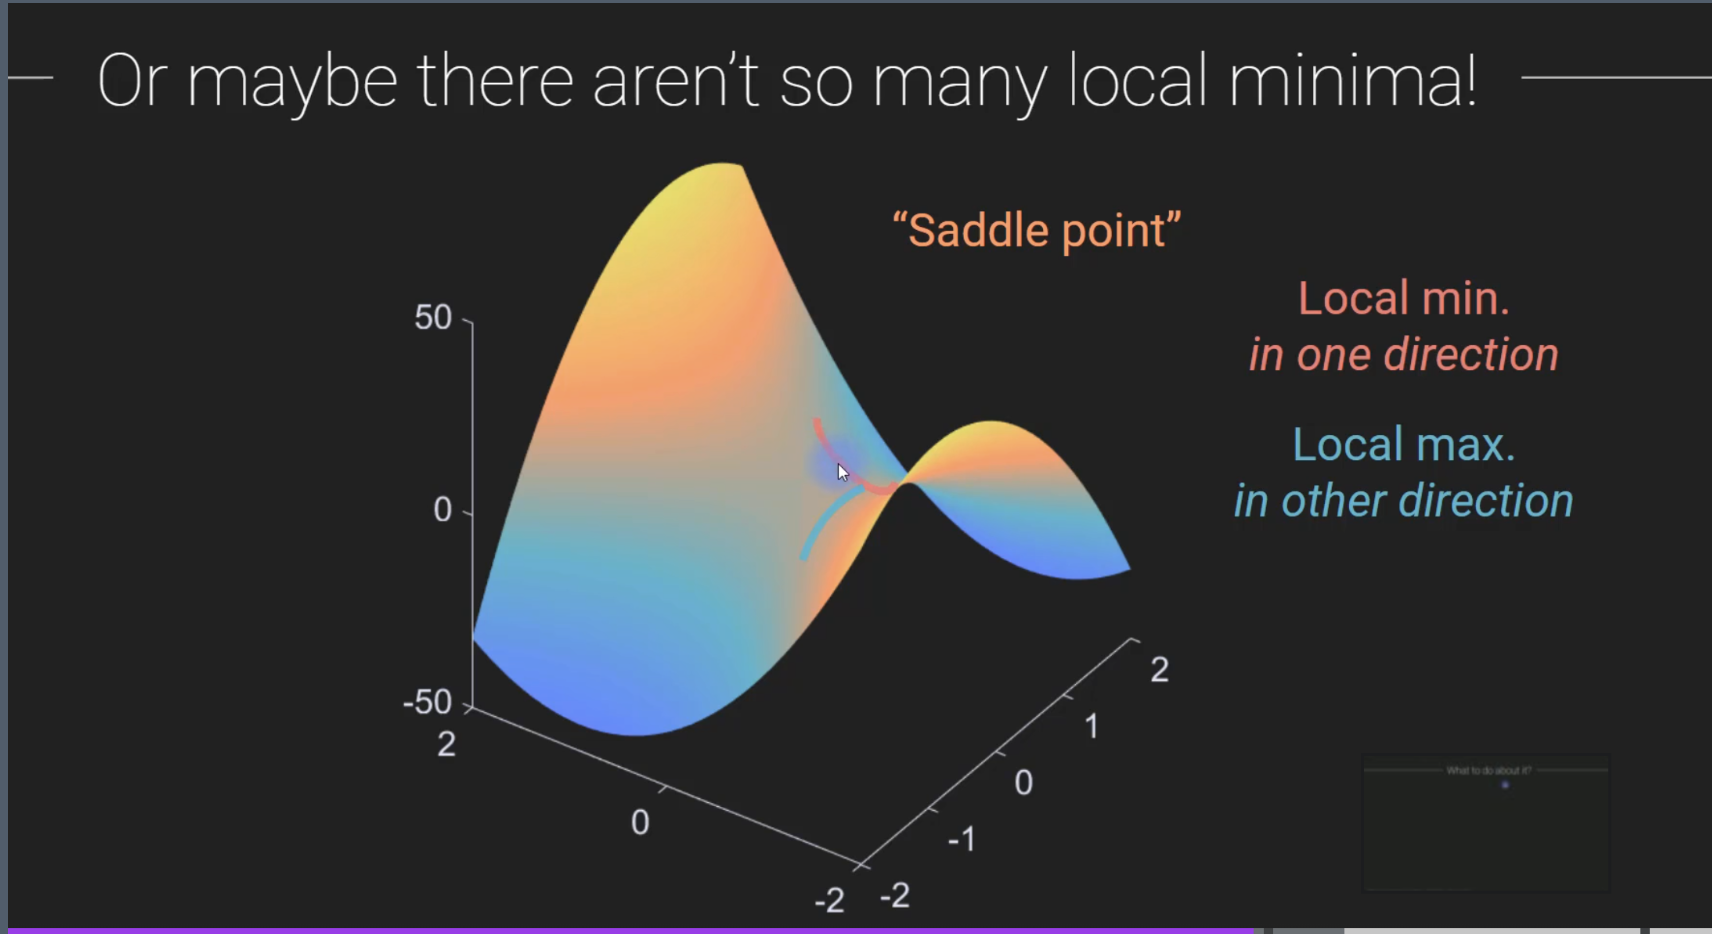 Or maybe there aren’t so many local minima!
“Saddle point”
Local min.
in one direction
Local max.
in other direction
50
0
-50
2
0
-2
-2
-1
0
1
2
What to do about it?